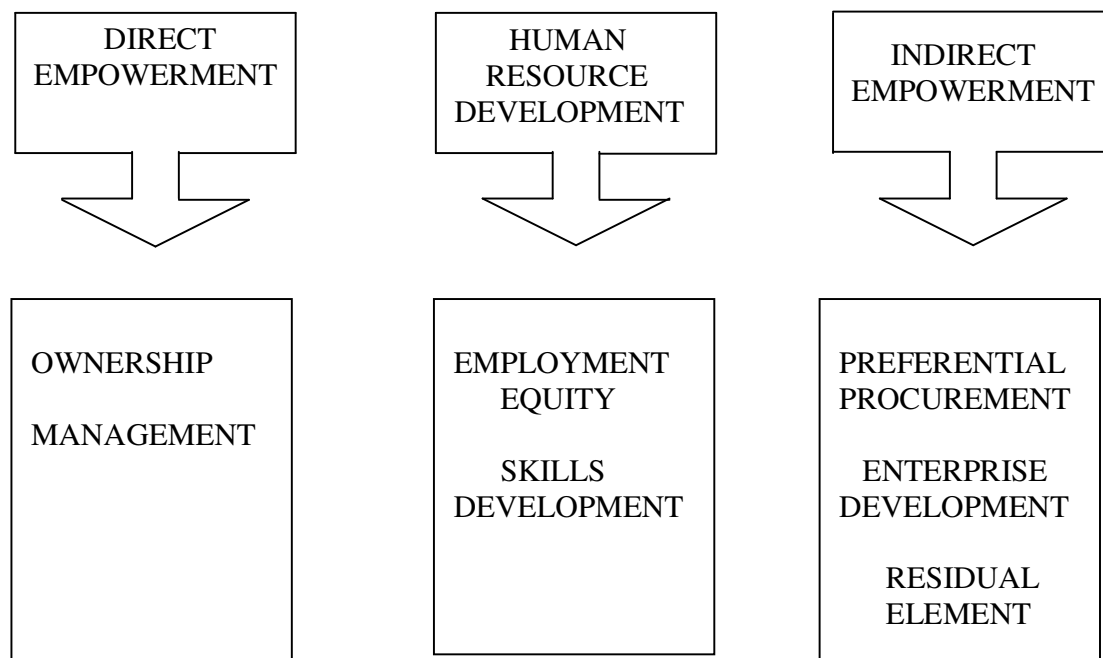 DIRECT
EMPOWERMENT
HUMAN
RESOURCE
DEVELOPMENT
INDIRECT
EMPOWERMENT
OWNERSHIP
MANAGEMENT
EMPLOYMENT
EQUITY
SKILLS
DEVELOPMENT
PREFERENTIAL
PROCUREMENT
ENTERPRISE
DEVELOPMENT
RESIDUAL
ELEMENT